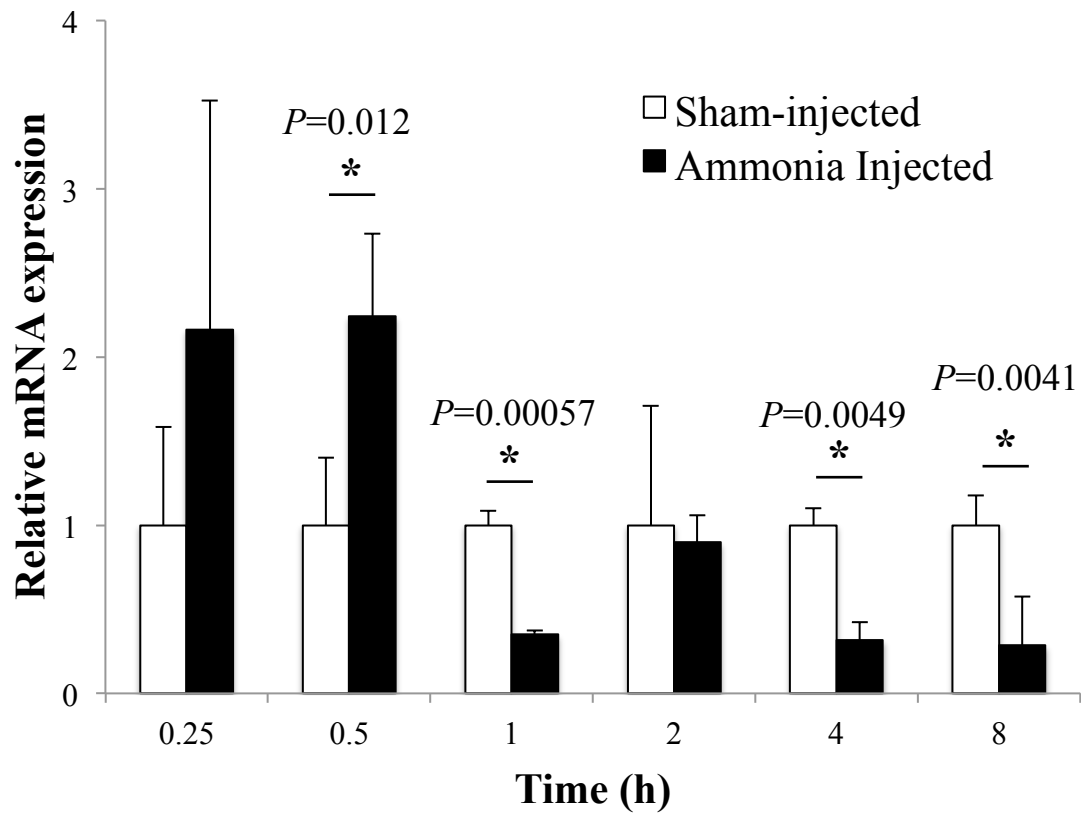 Relative mRNA expression
4
3
2
1
0
Sham-injected
Ammonia Injected
P=0.012
*
P=0.00057
*
P=0.0049
*
P=0.0041
*
0.25 0.5 1 2 4 8
Time (h)